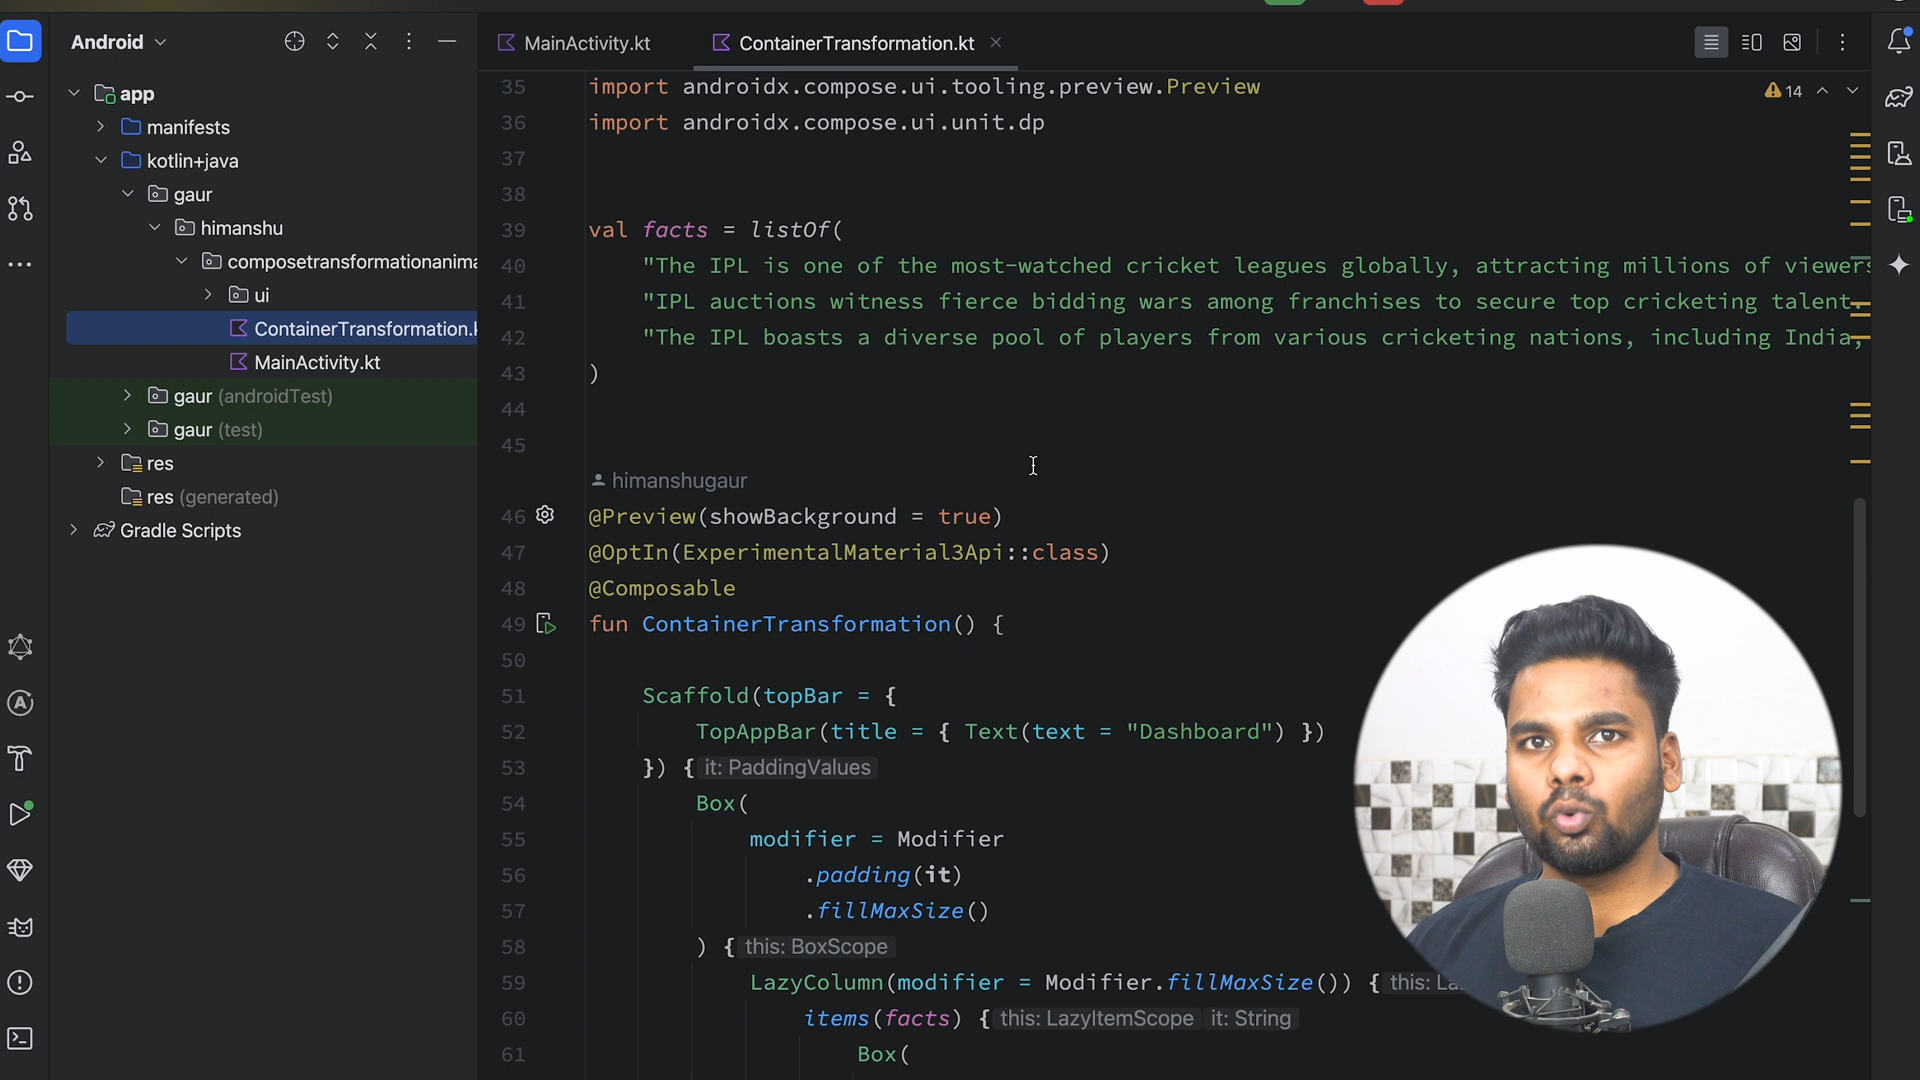 Android
MainActivity.kt
ContainerTransformation.kt
app
manifests
kotlin+java
gaur
himanshu
composetransformationanima
ui
ContainerTransformation.k
MainActivity.kt
gaur (androidTest)
gaur (test)
res
res (generated)
Gradle Scripts
14
35 import androidx.compose.ui.tooling.preview.Preview
36 import androidx.compose.ui.unit.dp
37
38
39 val facts = listOf(
40 "The IPL is one of the most-watched cricket leagues globally, attracting millions of viewers
41 "IPL auctions witness fierce bidding wars among franchises to secure top cricketing talent.
42 "The IPL boasts a diverse pool of players from various cricketing nations, including India,
43 )
44
45
himanshugaur
46 @Preview(showBackground = true)
47 @OptIn(ExperimentalMaterial3Api::class)
48 @Composable
49 fun ContainerTransformation() {
50
51 Scaffold(topBar = {
52 TopAppBar(title = { Text(text = "Dashboard") })
53 }) { it: PaddingValues
54 Box(
55 modifier = Modifier
56 .padding(it)
57 .fillMaxSize()
58 ) { this: BoxScope
59 LazyColumn(modifier = Modifier.fillMaxSize()) { this: La
60 items(facts) { this: LazyItemScope it: String
61 Box(